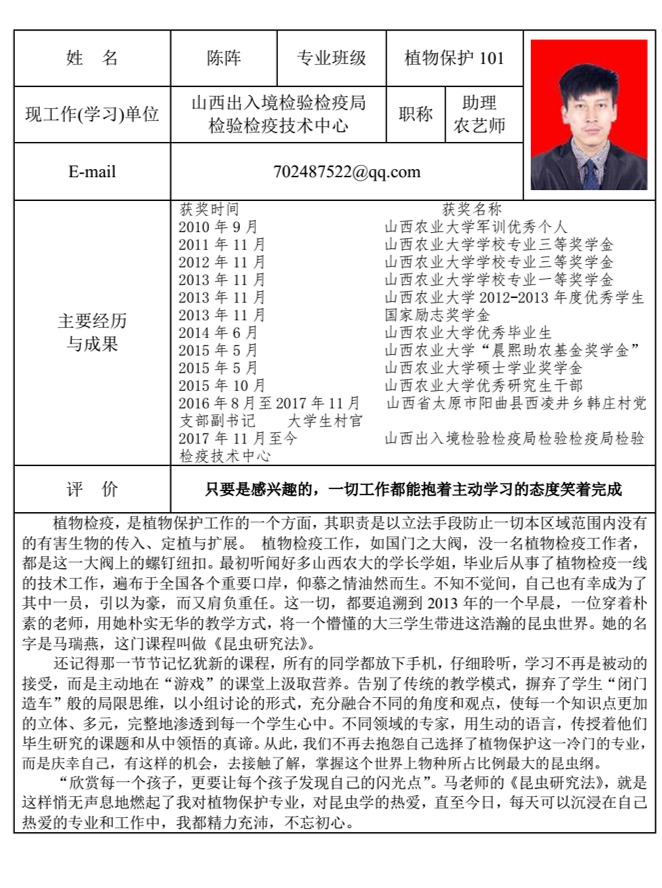 姓 名 陈阵 专业班级 植物保护 101
现工作(学习)单位 山西出入境检验检疫局 职称 助理
检验检疫技术中心 农艺师
E-mail 702487522@qq.com
获奖时间 获奖名称
2010 年 9 月 山西农业大学军训优秀个人
2011 年 11 月 山西农业大学学校专业三等奖学金
2012 年 11 月 山西农业大学学校专业三等奖学金
2013 年 11 月 山西农业大学学校专业一等奖学金
2013 年 11 月 山西农业大学 2012-2013 年度优秀学生
2013 年 11 月 国家励志奖学金
主要经历
与成果
2014 年 6 月 山西农业大学优秀毕业生
2015 年 5 月 山西农业大学“晨熙助农基金奖学金”
2015 年 5 月 山西农业大学硕士学业奖学金
2015 年 10 月 山西农业大学优秀研究生干部
2016 年 8 月至 2017 年 11 月 山西省太原市阳曲县西凌井乡韩庄村党
支部副书记 大学生村官
2017 年 11 月至今 山西出入境检验检疫局检验检疫局检验
检疫技术中心
评 价 只要是感兴趣的，一切工作都能抱着主动学习的态度笑着完成
植物检疫，是植物保护工作的一个方面，其职责是以立法手段防止一切本区域范围内没有
的有害生物的传入、定植与扩展。 植物检疫工作，如国门之大阀，没一名植物检疫工作者，
都是这一大阀上的螺钉纽扣。最初听闻好多山西农大的学长学姐，毕业后从事了植物检疫一线
的技术工作，遍布于全国各个重要口岸，仰慕之情油然而生。不知不觉间，自己也有幸成为了
其中一员，引以为豪，而又肩负重任。这一切，都要追溯到 2013 年的一个早晨，一位穿着朴
素的老师，用她朴实无华的教学方式，将一个懵懂的大三学生带进这浩瀚的昆虫世界。她的名
字是马瑞燕，这门课程叫做《昆虫研究法》。
还记得那一节节记忆犹新的课程，所有的同学都放下手机，仔细聆听，学习不再是被动的
接受，而是主动地在“游戏”的课堂上汲取营养。告别了传统的教学模式，摒弃了学生“闭门
造车”般的局限思维，以小组讨论的形式，充分融合不同的角度和观点，使每一个知识点更加
的立体、多元，完整地渗透到每一个学生心中。不同领域的专家，用生动的语言，传授着他们
毕生研究的课题和从中领悟的真谛。从此，我们不再去抱怨自己选择了植物保护这一冷门的专业，
而是庆幸自己，有这样的机会，去接触了解，掌握这个世界上物种所占比例最大的昆虫纲。
“欣赏每一个孩子，更要让每个孩子发现自己的闪光点”。马老师的《昆虫研究法》，就是
这样悄无声息地燃起了我对植物保护专业，对昆虫学的热爱，直至今日，每天可以沉浸在自己
热爱的专业和工作中，我都精力充沛，不忘初心。